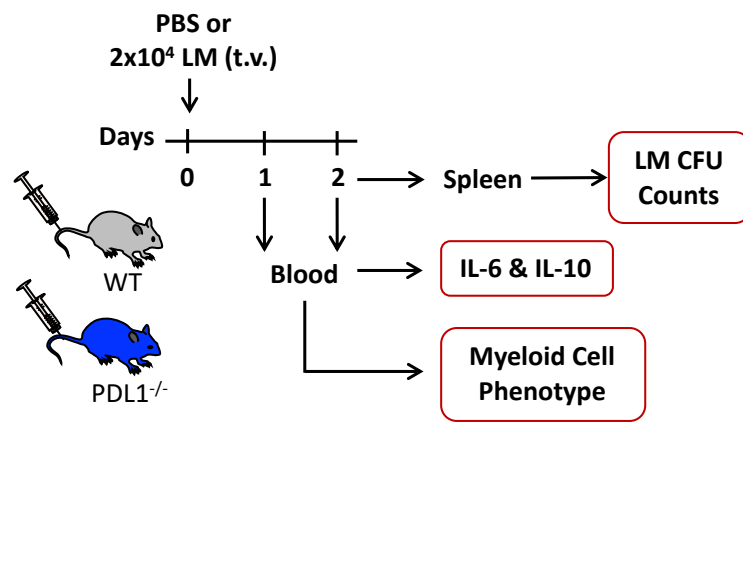 PBS or
2x10⁴ LM (t.v.)
Days
0 1 2
Spleen
LM CFU
Counts
WT
Blood
IL-6 & IL-10
PDL1⁻/⁻
Myeloid Cell
Phenotype